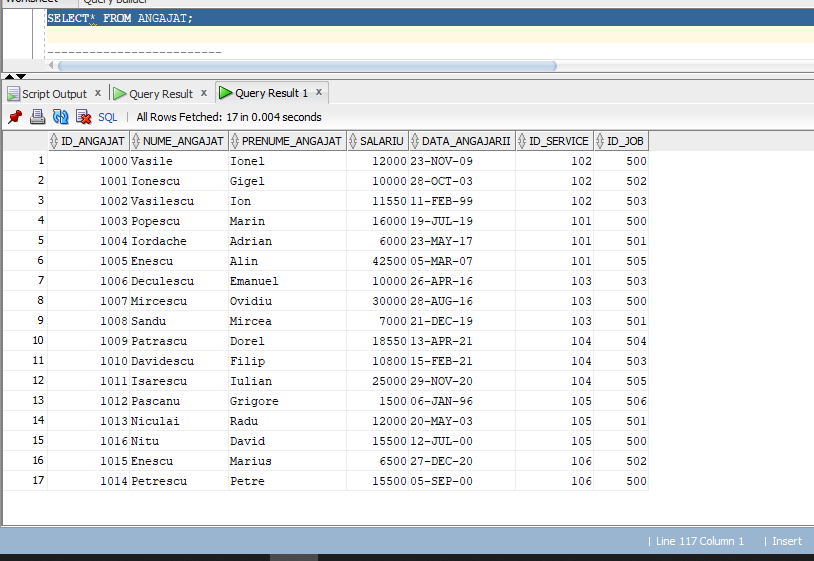 Worksheet Query Builder
SELECT* FROM ANGAJAT;
-------------------------
Script Output x Query Result x Query Result 1 x
SQL | All Rows Fetched: 17 in 0.004 seconds
ID_ANGAJAT NUME_ANGAJAT PRENUME_ANGAJAT SALARIU DATA_ANGAJARII ID_SERVICE ID_JOB
1 1000 Vasile Ionel 12000 23-NOV-09 102 500
2 1001 Ionescu Gigel 10000 28-OCT-03 102 502
3 1002 Vasilescu Ion 11550 11-FEB-99 102 503
4 1003 Popescu Marin 16000 19-JUL-19 101 500
5 1004 Iordache Adrian 6000 23-MAY-17 101 501
6 1005 Enescu Alin 42500 05-MAR-07 101 505
7 1006 Deculescu Emanuel 10000 26-APR-16 103 503
8 1007 Mircescu Ovidiu 30000 28-AUG-16 103 500
9 1008 Sandu Mircea 7000 21-DEC-19 103 501
10 1009 Patrascu Dorel 18550 13-APR-21 104 504
11 1010 Davidescu Filip 10800 15-FEB-21 104 503
12 1011 Isarescu Iulian 25000 29-NOV-20 104 505
13 1012 Pascanu Grigore 1500 06-JAN-96 105 506
14 1013 Niculai Radu 12000 20-MAY-03 105 501
15 1016 Nitu David 15500 12-JUL-00 105 500
16 1015 Enescu Marius 6500 27-DEC-20 106 502
17 1014 Petrescu Petre 15500 05-SEP-00 106 500
| Line 117 Column 1 | Insert